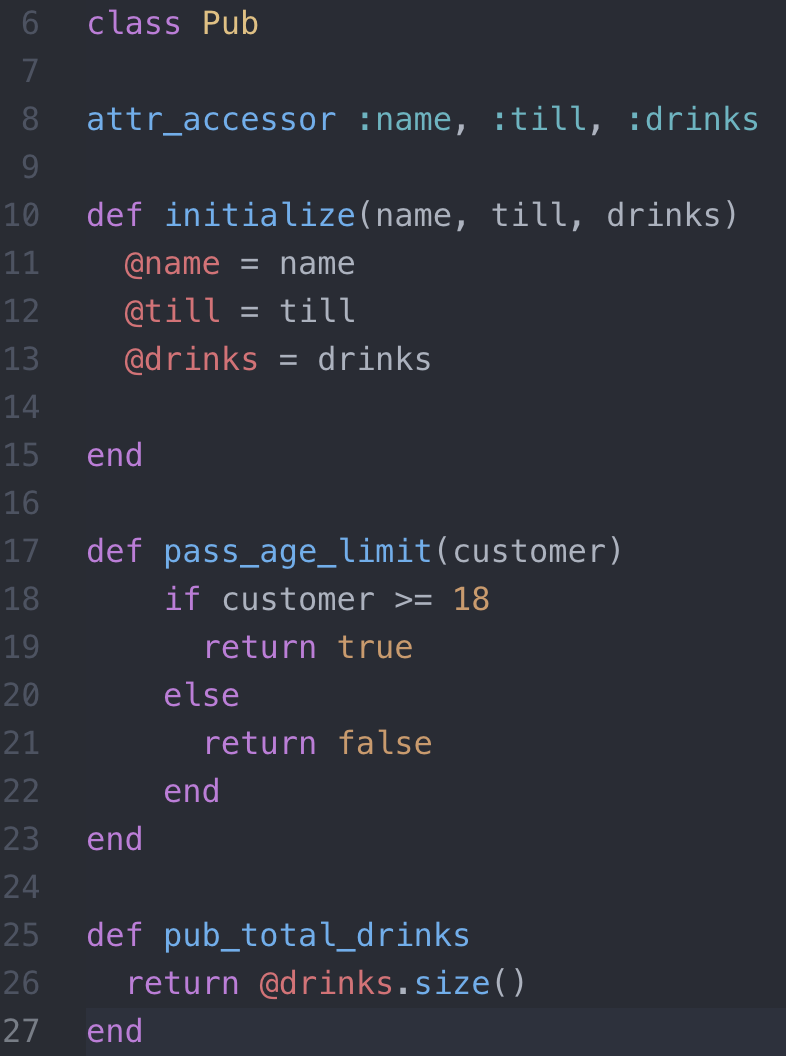 6 class Pub
7
8 attr_accessor :name, :till, :drinks
9
10 def initialize(name, till, drinks)
11   @name = name
12   @till = till
13   @drinks = drinks
14
15 end
16
17 def pass_age_limit(customer)
18     if customer >= 18
19       return true
20     else
21       return false
22     end
23 end
24
25 def pub_total_drinks
26   return @drinks.size()
27 end